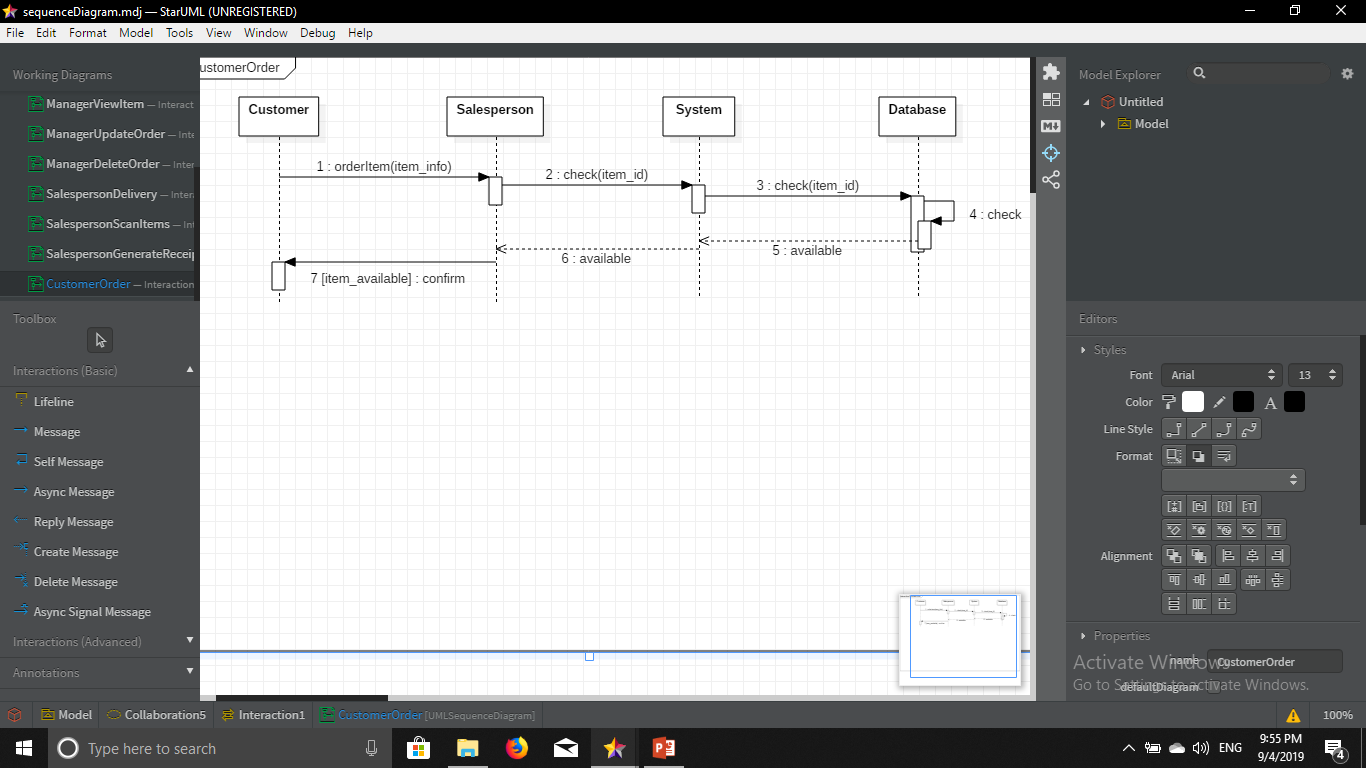 sequenceDiagram.mdj — StarUML (UNREGISTERED)
File Edit Format Model Tools View Window Debug Help
Working Diagrams
ManagerViewItem — Interact
ManagerUpdateOrder — Inte
ManagerDeleteOrder — Inter
SalespersonDelivery — Intera
SalespersonScanItems — Inte
SalespersonGenerateReceip
CustomerOrder — Interaction
Toolbox
Interactions (Basic)
Lifeline
Message
Self Message
Async Message
Reply Message
Create Message
Delete Message
Async Signal Message
Interactions (Advanced)
Annotations
ustomerOrder
Customer Salesperson System Database
1 : orderItem(item_info)
2 : check(item_id)
3 : check(item_id)
4 : check
5 : available
6 : available
7 [item_available] : confirm
Model Explorer
Untitled
Model
Editors
Styles
Font Arial 13
Color A
Line Style
Format
Alignment
Properties
name CustomerOrder
defaultDiagram
Activate Windows
Go to Settings to activate Windows.
Model Collaboration5 Interaction1 CustomerOrder [UMLSequenceDiagram] 100%
Type here to search
ENG
9:55 PM
9/4/2019
4